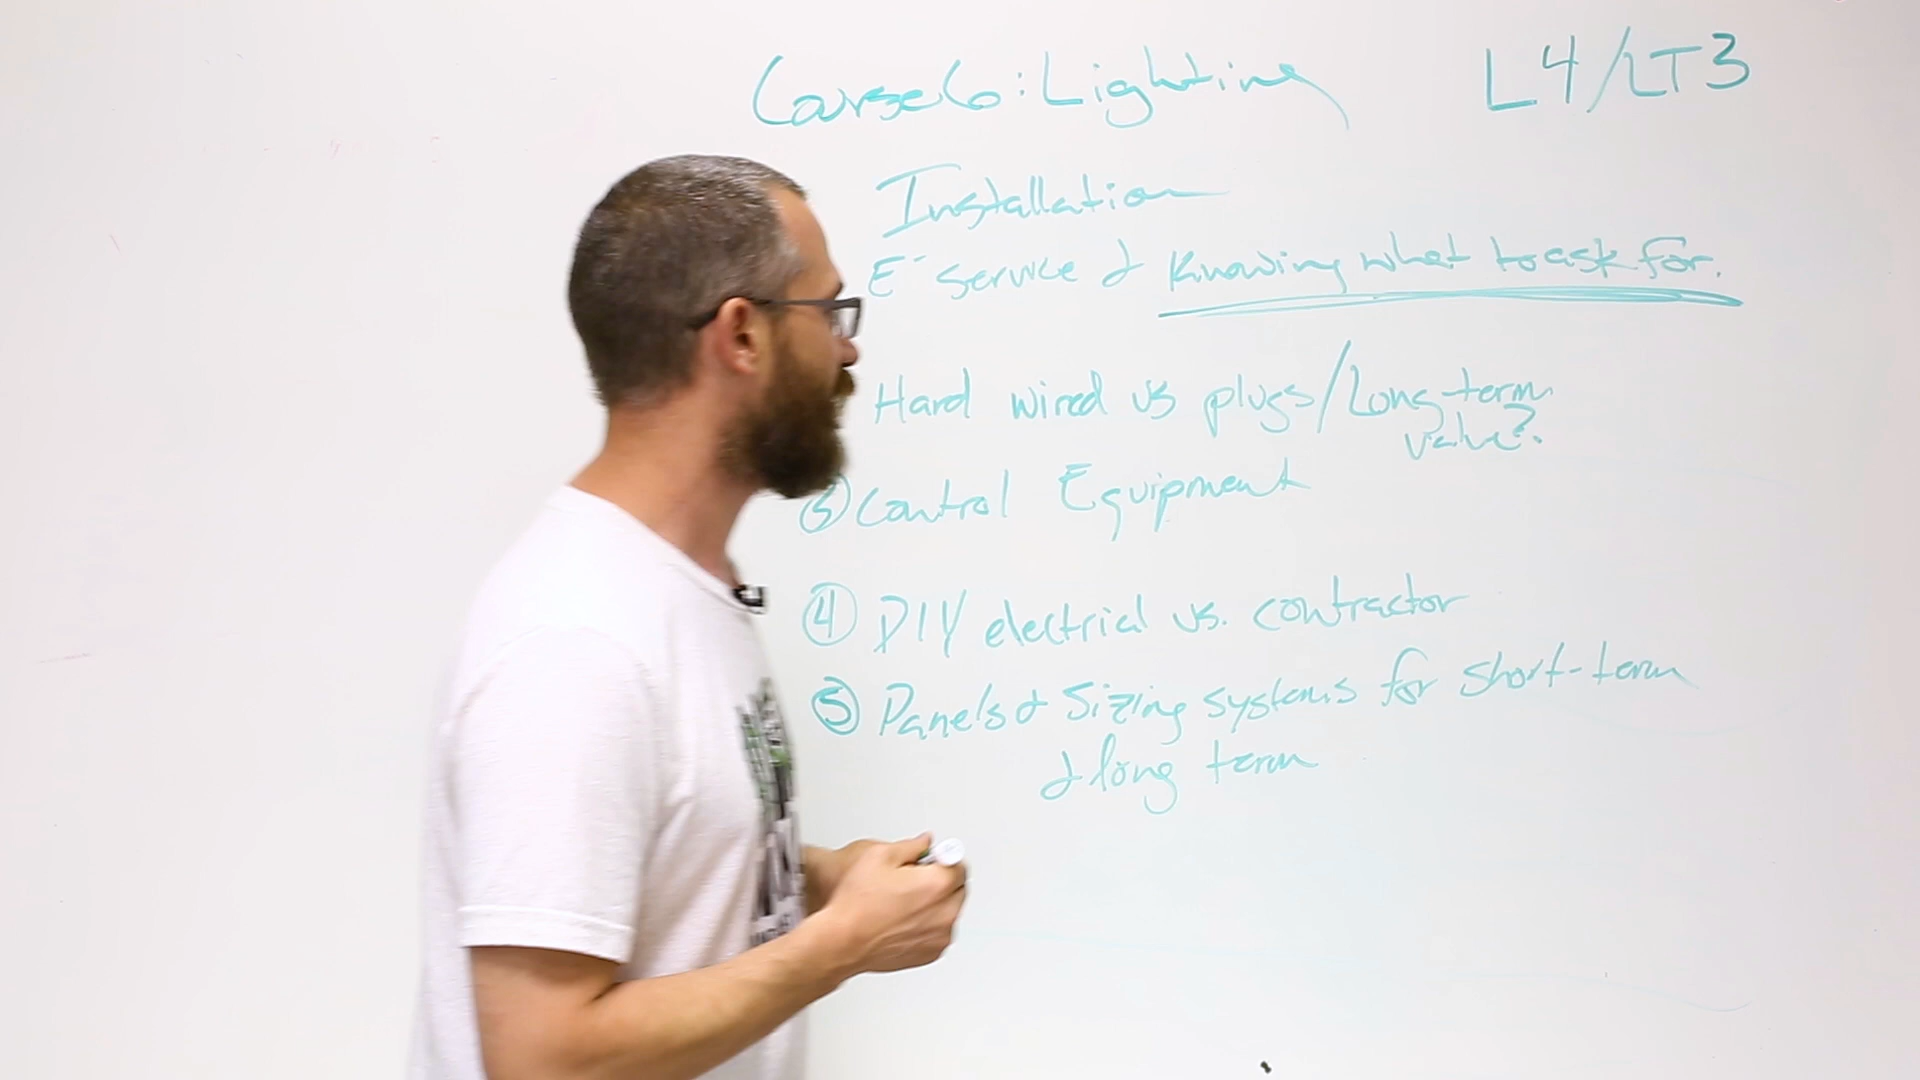 Course 6: Lighting L4/LT3
Installation
E- service & Knowing what to ask for.
Hard wired vs plugs/Long-term
value?
③ Control Equipment
④ DIY electrical vs. contractor
⑤ Panels & Sizing systems for short-term
& long term